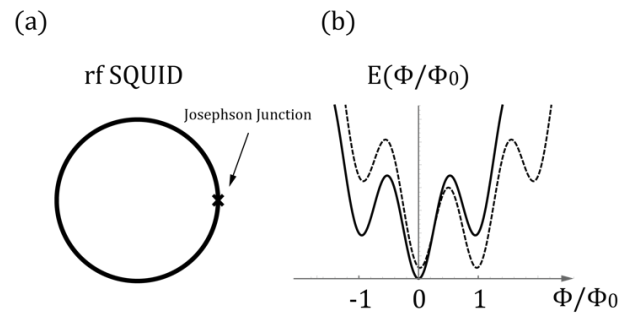 (a)
rf SQUID
Josephson Junction
(b)
E(Φ/Φ₀)
-1 0 1 Φ/Φ₀